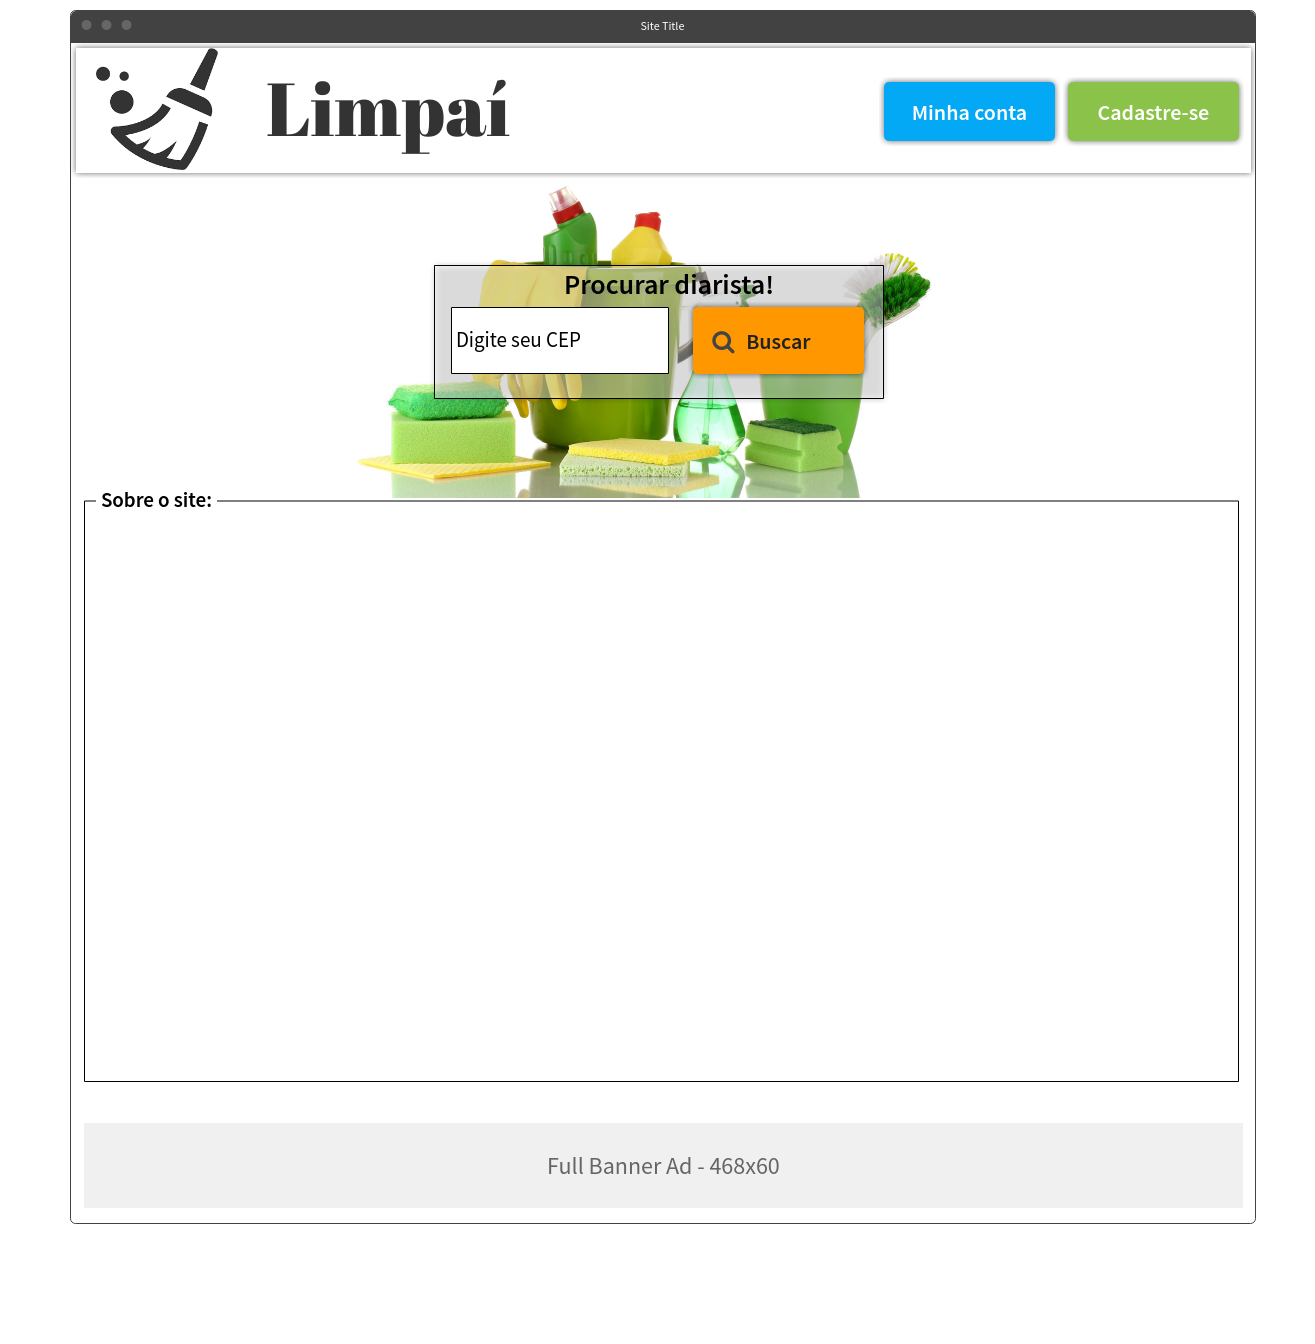 Site Title
Limpaí
Minha conta
Cadastre-se
Procurar diarista!
Digite seu CEP
Buscar
Sobre o site:
Full Banner Ad - 468x60